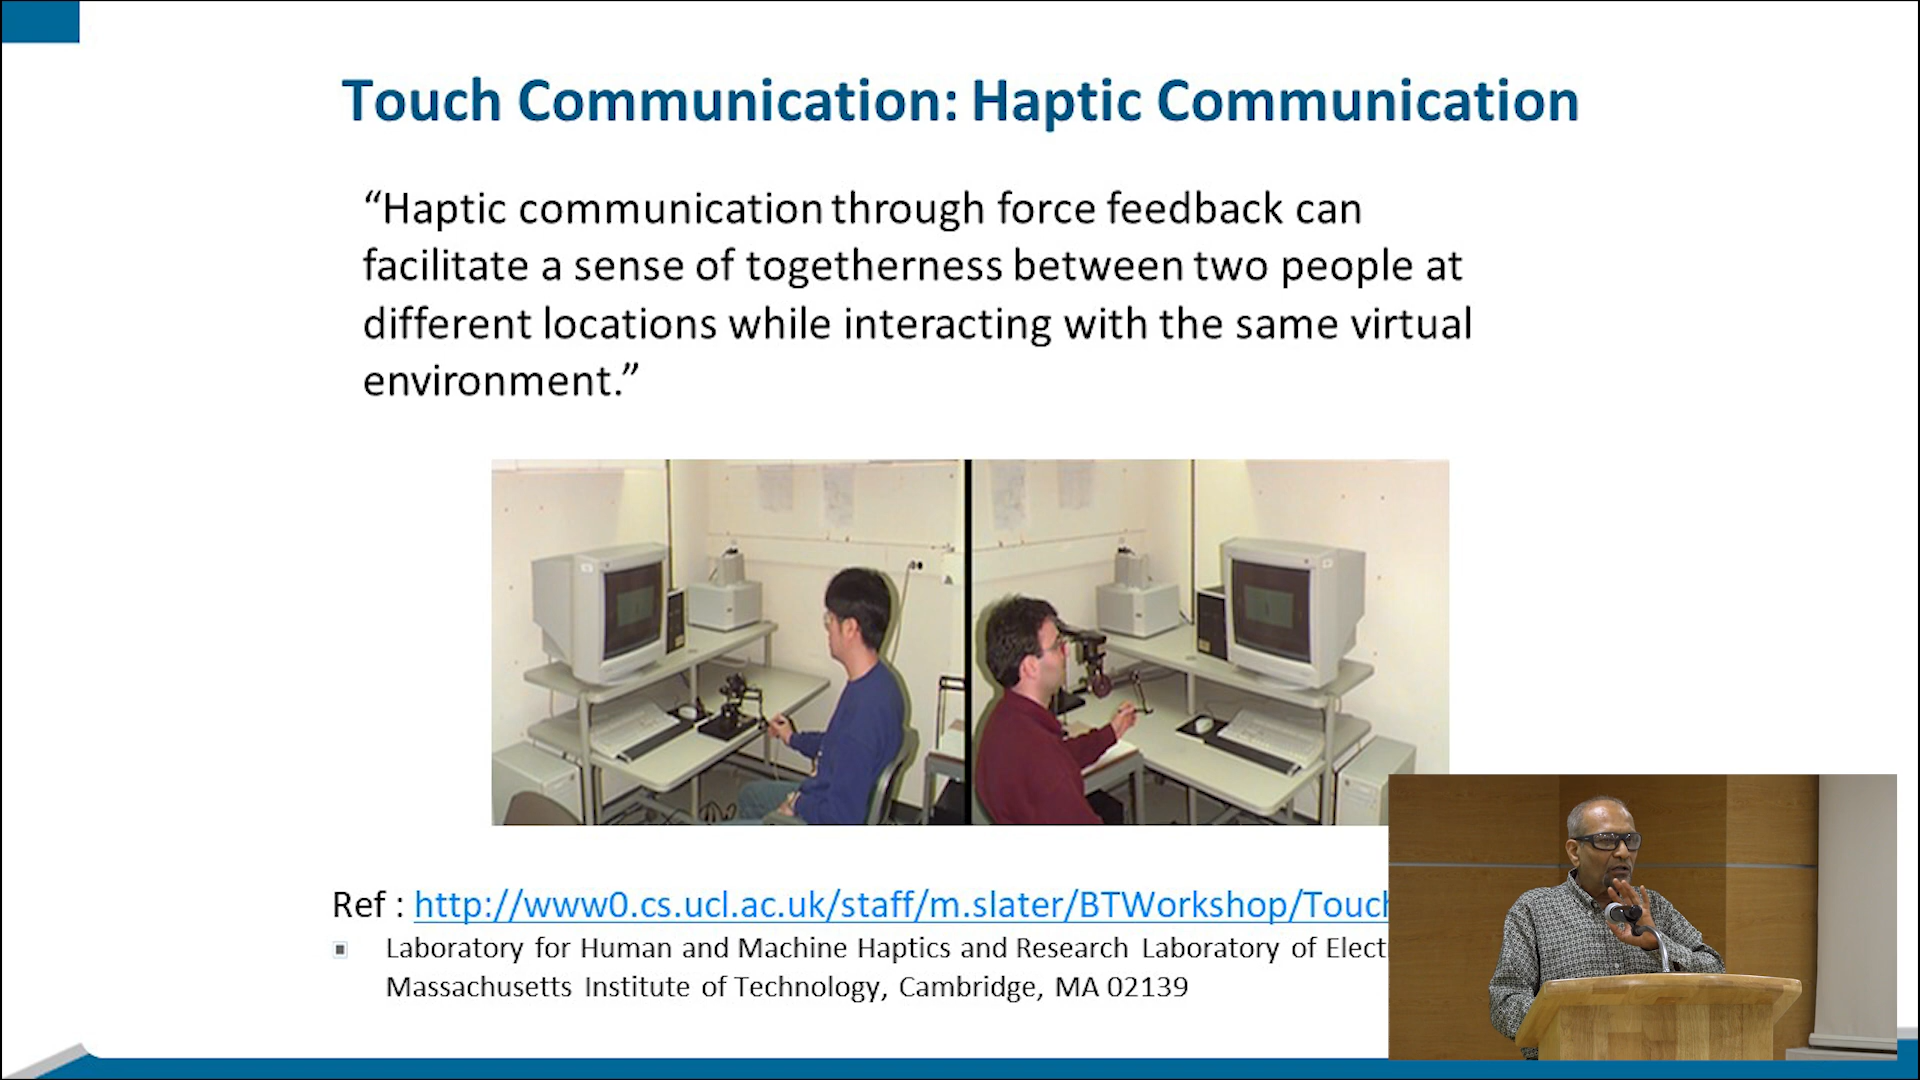 Touch Communication: Haptic Communication
“Haptic communication through force feedback can
facilitate a sense of togetherness between two people at
different locations while interacting with the same virtual
environment.”
Ref : http://www0.cs.ucl.ac.uk/staff/m.slater/BTWorkshop/Touch
Laboratory for Human and Machine Haptics and Research Laboratory of Elect
Massachusetts Institute of Technology, Cambridge, MA 02139